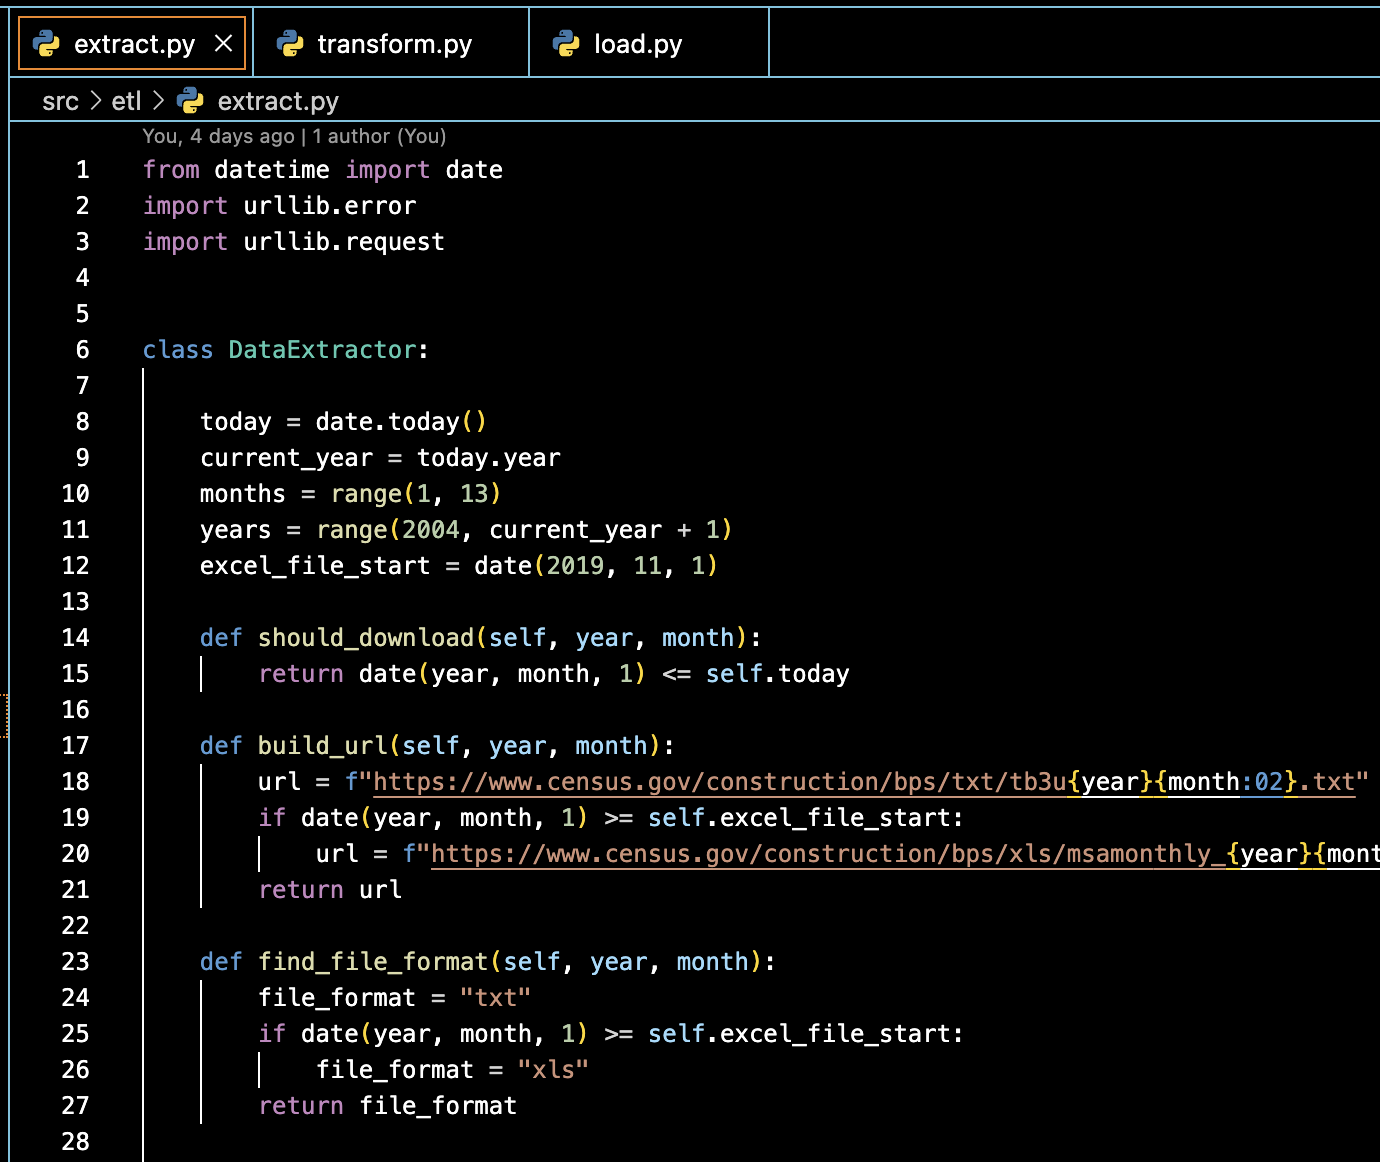 extract.py
transform.py
load.py
src > etl > extract.py
You, 4 days ago | 1 author (You)
1 from datetime import date
2 import urllib.error
3 import urllib.request
4
5
6 class DataExtractor:
7
8     today = date.today()
9     current_year = today.year
10     months = range(1, 13)
11     years = range(2004, current_year + 1)
12     excel_file_start = date(2019, 11, 1)
13
14     def should_download(self, year, month):
15         return date(year, month, 1) <= self.today
16
17     def build_url(self, year, month):
18         url = f"https://www.census.gov/construction/bps/txt/tb3u{year}{month:02}.txt"
19         if date(year, month, 1) >= self.excel_file_start:
20             url = f"https://www.census.gov/construction/bps/xls/msamonthly_{year}{mont
21         return url
22
23     def find_file_format(self, year, month):
24         file_format = "txt"
25         if date(year, month, 1) >= self.excel_file_start:
26             file_format = "xls"
27         return file_format
28